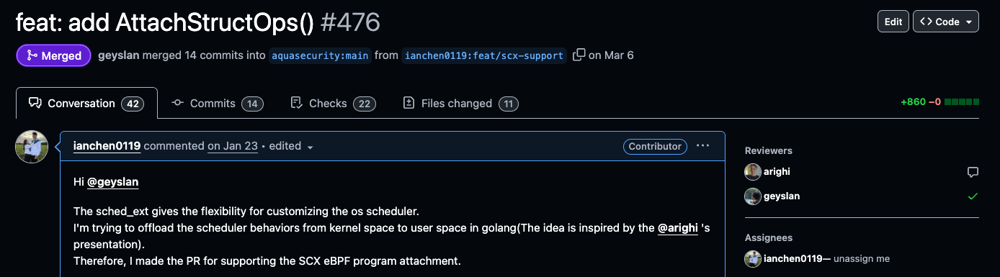 feat: add AttachStructOps() #476
Edit
Code
Merged
geyslan merged 14 commits into aquasecurity:main from ianchen0119:feat/scx-support on Mar 6
Conversation 42
Commits 14
Checks 22
Files changed 11
+860 −0
ianchen0119 commented on Jan 23 • edited
Contributor
Hi @geyslan
The sched_ext gives the flexibility for customizing the os scheduler.
I'm trying to offload the scheduler behaviors from kernel space to user space in golang(The idea is inspired by the @arighi 's
presentation).
Therefore, I made the PR for supporting the SCX eBPF program attachment.
Reviewers
arighi
geyslan
Assignees
ianchen0119— unassign me